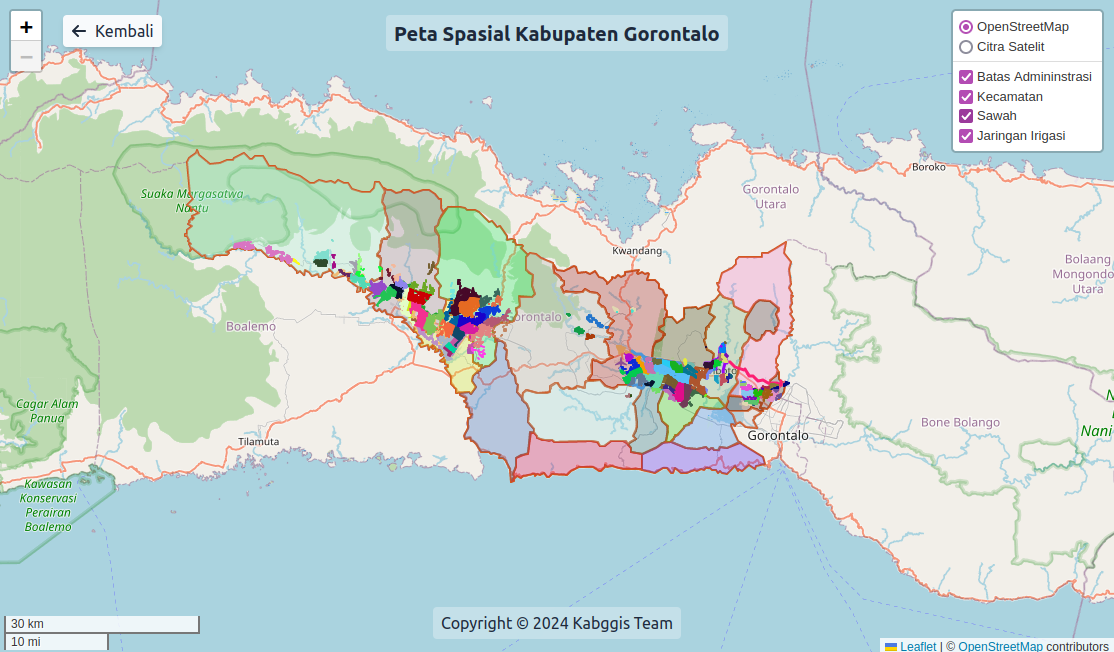 +
−
← Kembali
Peta Spasial Kabupaten Gorontalo
OpenStreetMap
Citra Satelit
Batas Admininstrasi
Kecamatan
Sawah
Jaringan Irigasi
Boroko
Suaka Margasatwa
Nantu
Gorontalo
Utara
Kwandang
Bolaang
Mongondow
Utara
Boalemo
Gorontalo
Cagar Alam
Panua
Tilamuta
Gorontalo
Bone Bolango
Nani
Kawasan
Konservasi
Perairan
Boalemo
30 km
10 mi
Copyright © 2024 Kabggis Team
Leaflet | © OpenStreetMap contributors